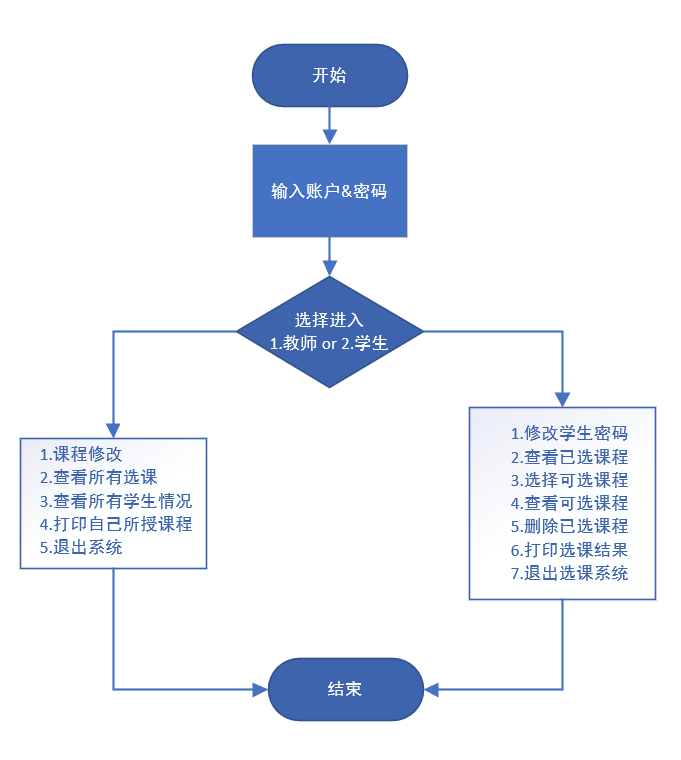 开始
输入账户&密码
选择进入
1.教师 or 2.学生
1.课程修改
2.查看所有选课
3.查看所有学生情况
4.打印自己所授课程
5.退出系统
1.修改学生密码
2.查看已选课程
3.选择可选课程
4.查看可选课程
5.删除已选课程
6.打印选课结果
7.退出选课系统
结束